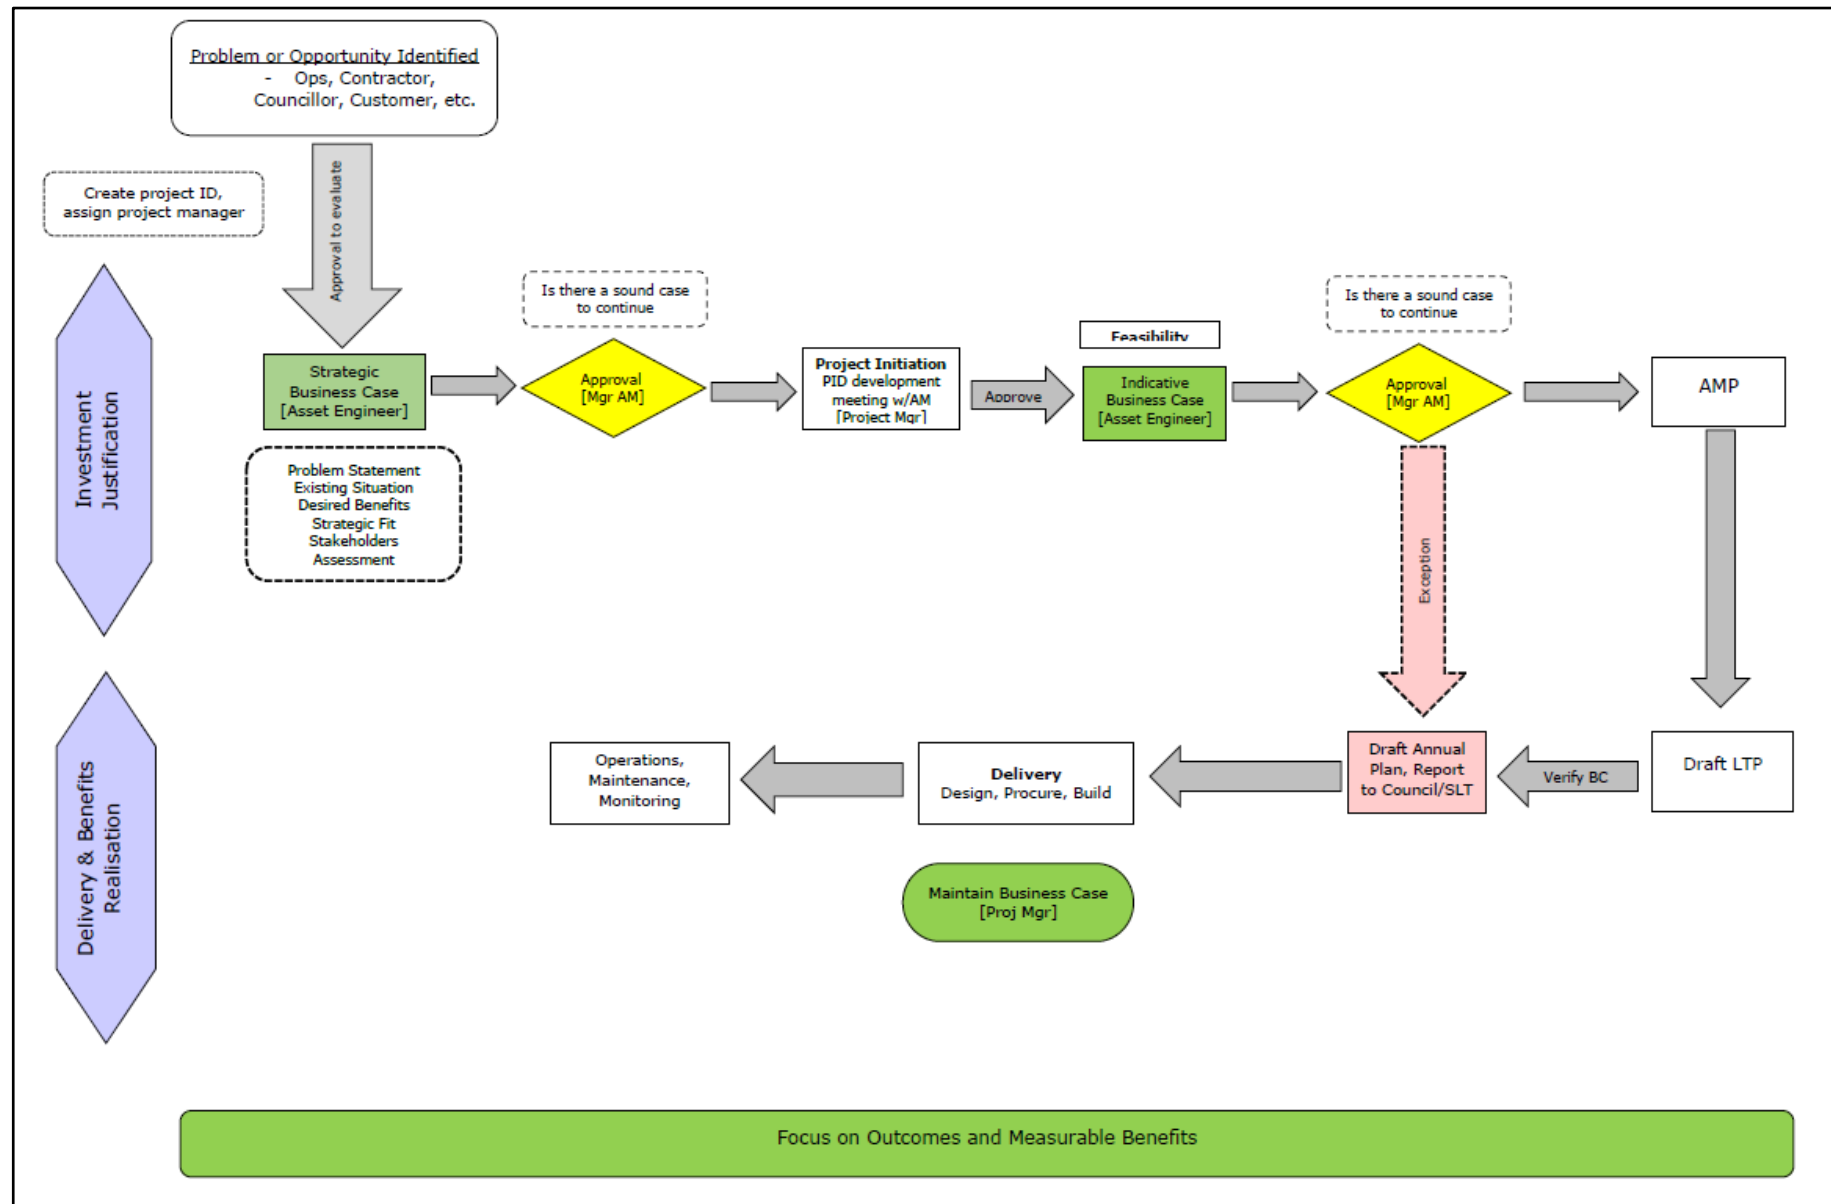 Problem or Opportunity Identified
- Ops, Contractor,
Councillor, Customer, etc.
Approval to evaluate
Create project ID,
assign project manager
Investment
Justification
Strategic
Business Case
[Asset Engineer]
Problem Statement
Existing Situation
Desired Benefits
Strategic Fit
Stakeholders
Assessment
Is there a sound case
to continue
Approval
[Mgr AM]
Project Initiation
PID development
meeting w/AM
[Project Mgr]
Approve
Feasibility
Indicative
Business Case
[Asset Engineer]
Is there a sound case
to continue
Approval
[Mgr AM]
AMP
Exception
Delivery & Benefits
Realisation
Draft LTP
Verify BC
Draft Annual
Plan, Report
to Council/SLT
Delivery
Design, Procure, Build
Operations,
Maintenance,
Monitoring
Maintain Business Case
[Proj Mgr]
Focus on Outcomes and Measurable Benefits